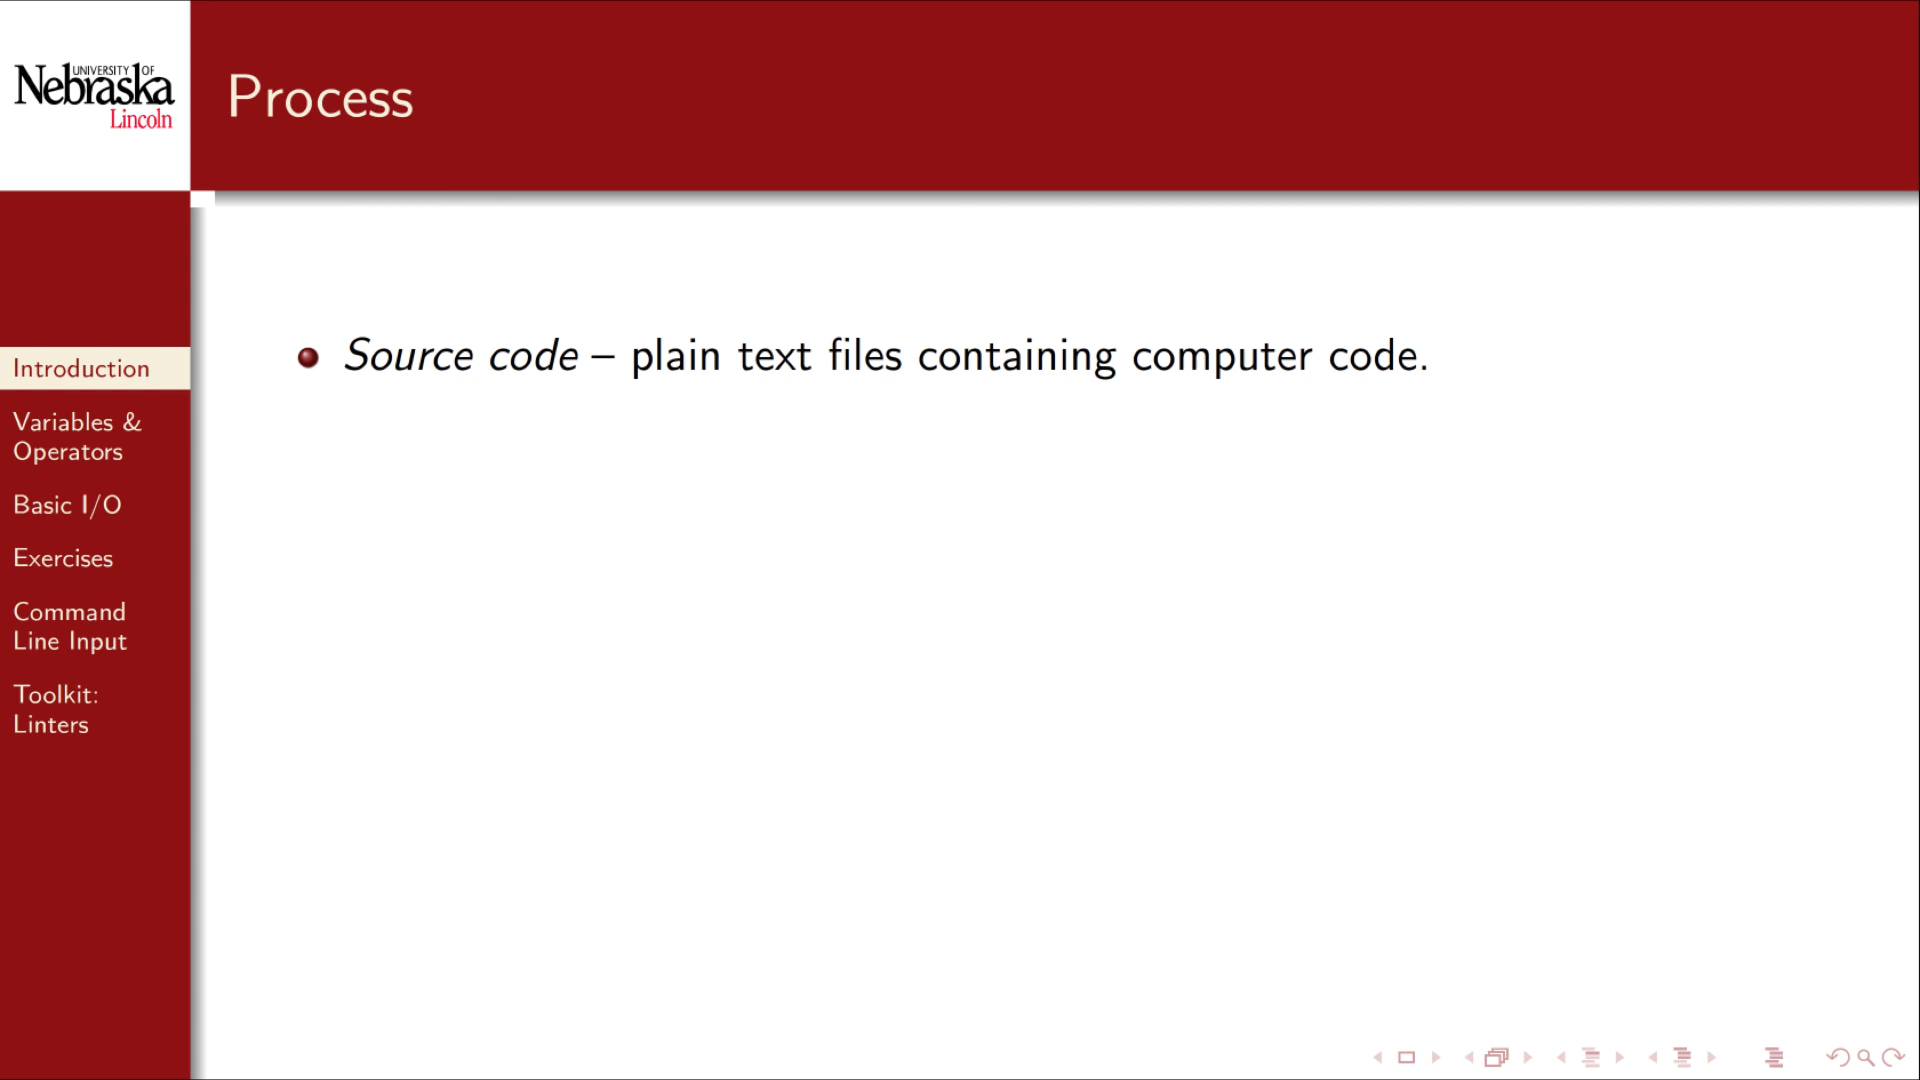 UNIVERSITY OF
Nebraska
Lincoln
Process
Introduction
Variables &
Operators
Basic I/O
Exercises
Command
Line Input
Toolkit:
Linters
Source code – plain text files containing computer code.